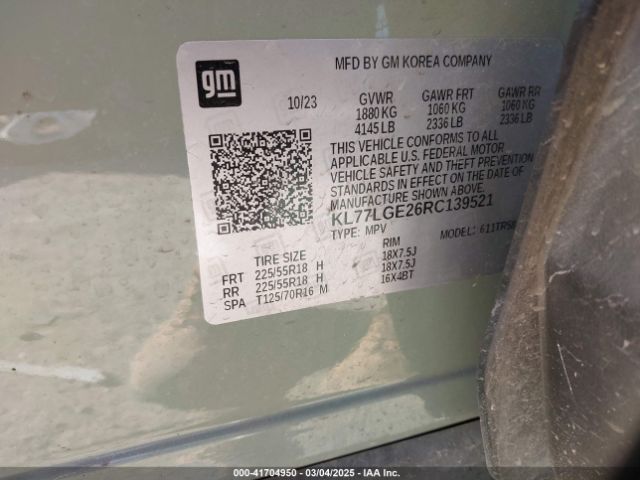 gm
MFD BY GM KOREA COMPANY
10/23 GVWR GAWR FRT GAWR RR
1880 KG 1060 KG 1060 KG
4145 LB 2336 LB 2336 LB
THIS VEHICLE CONFORMS TO ALL
APPLICABLE U.S. FEDERAL MOTOR
VEHICLE SAFETY AND THEFT PREVENTION
STANDARDS IN EFFECT ON THE DATE OF
MANUFACTURE SHOWN ABOVE.
KL77LGE26RC139521
TYPE: MPV MODEL:
TIRE SIZE RIM
FRT 225/55R18 H 18X7.5J
RR 225/55R18 H 18X7.5J
SPA T125/70R16 M 16X4BT
000-41704950 — 03/04/2025 — IAA Inc.